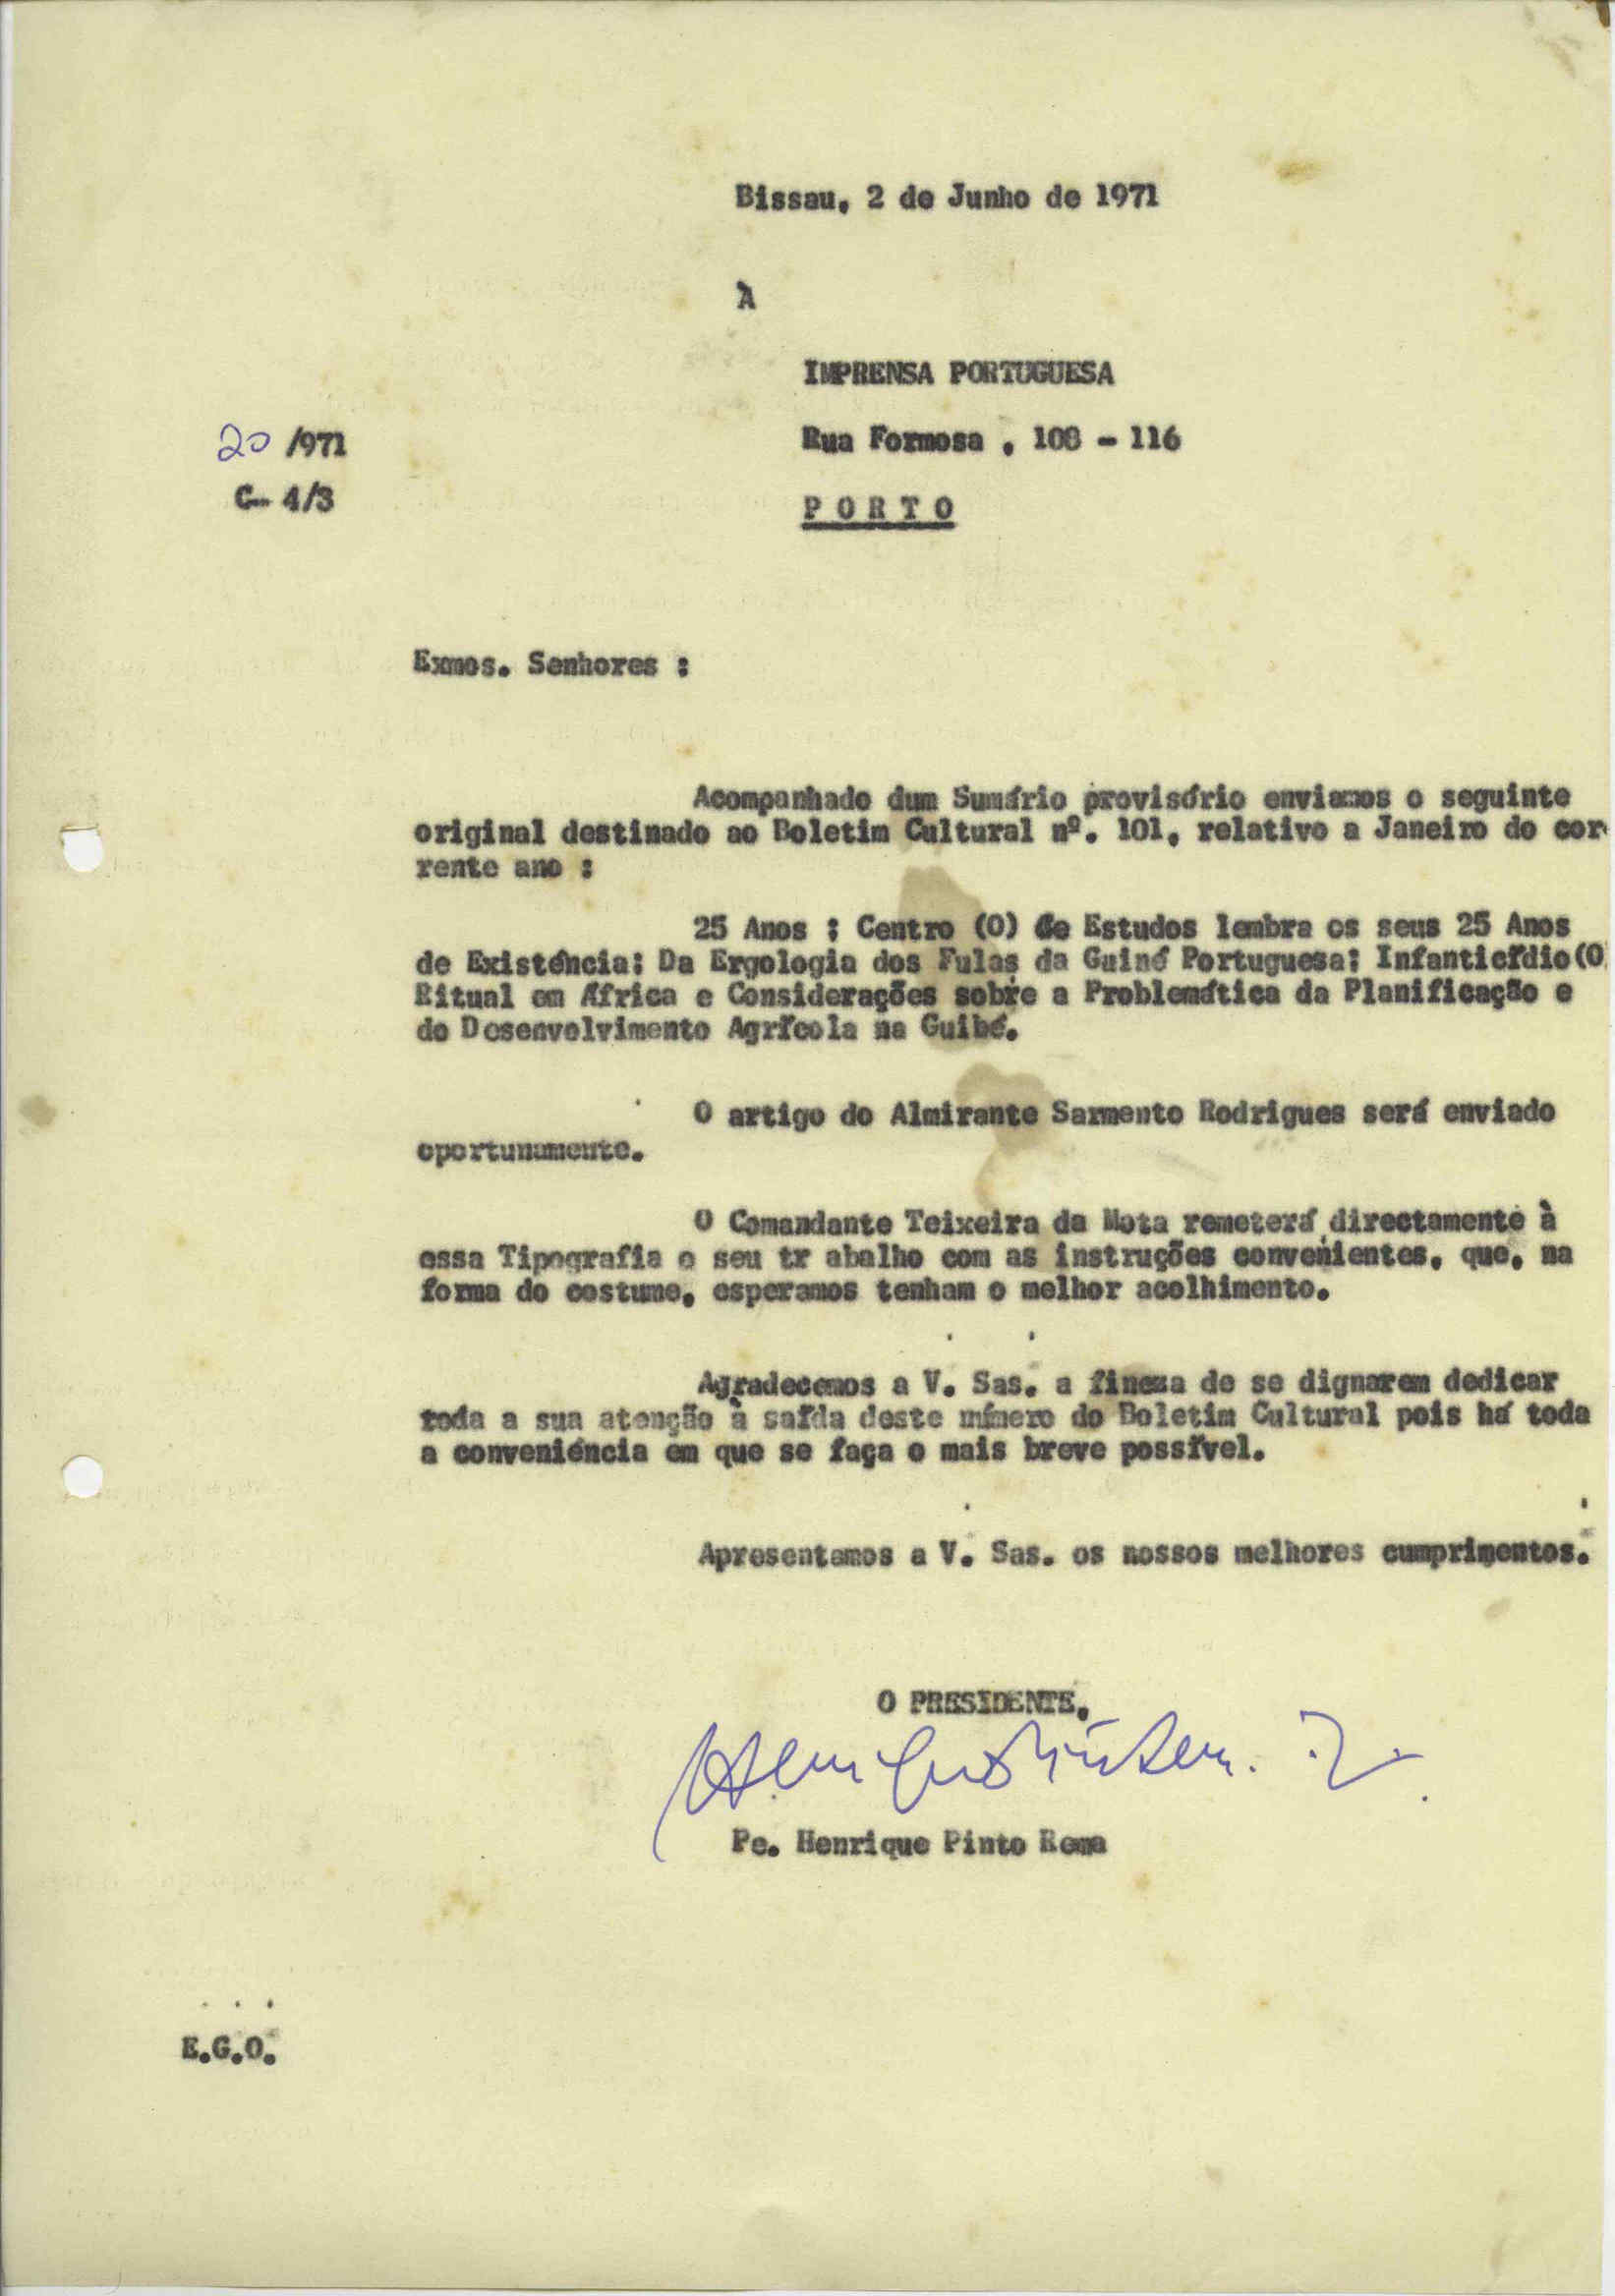 Bissau, 2 de Junho de 1971
À
IMPRENSA PORTUGUESA
20 /971
Rua Formosa , 108 - 116
C- 4/3
PORTO
Exmos. Senhores :
Acompanhado dum Sumário provisório enviamos o seguinte
original destinado ao Boletim Cultural nº. 101, relativo a Janeiro do cor-
rente ano :
25 Anos : Centro (O) de Estudos lembra os seus 25 Anos
de Existência; Da Ergologia dos Fulas da Guiné Portuguesa; Infanticídio(O)
Ritual em África e Considerações sobre a Problemática da Planificação e
do Desenvolvimento Agrícola na Guibé.
O artigo do Almirante Sarmento Rodrigues será enviado
oportunamente.
O Comandante Teixeira da Mota remeterá directamente à
essa Tipografia o seu tr abalho com as instruções convenientes, que, na
forma do costume, esperamos tenham o melhor acolhimento.
Agradecemos a V. Sas. a fineza de se dignarem dedicar
toda a sua atenção à saída deste número do Boletim Cultural pois há toda
a conveniência em que se faça o mais breve possível.
Apresentamos a V. Sas. os nossos melhores cumprimentos.
O PRESIDENTE,
Pe. Henrique Pinto Rema
E.G.O.